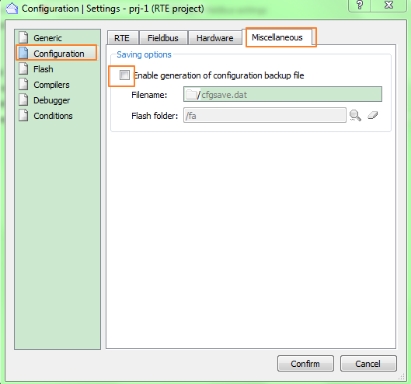 Configuration | Settings - prj-1 (RTE project)
Generic
Configuration
Flash
Compilers
Debugger
Conditions
RTE Fieldbus Hardware Miscellaneous
Saving options
Enable generation of configuration backup file
Filename: /cfgsave.dat
Flash folder: /fa
Confirm Cancel